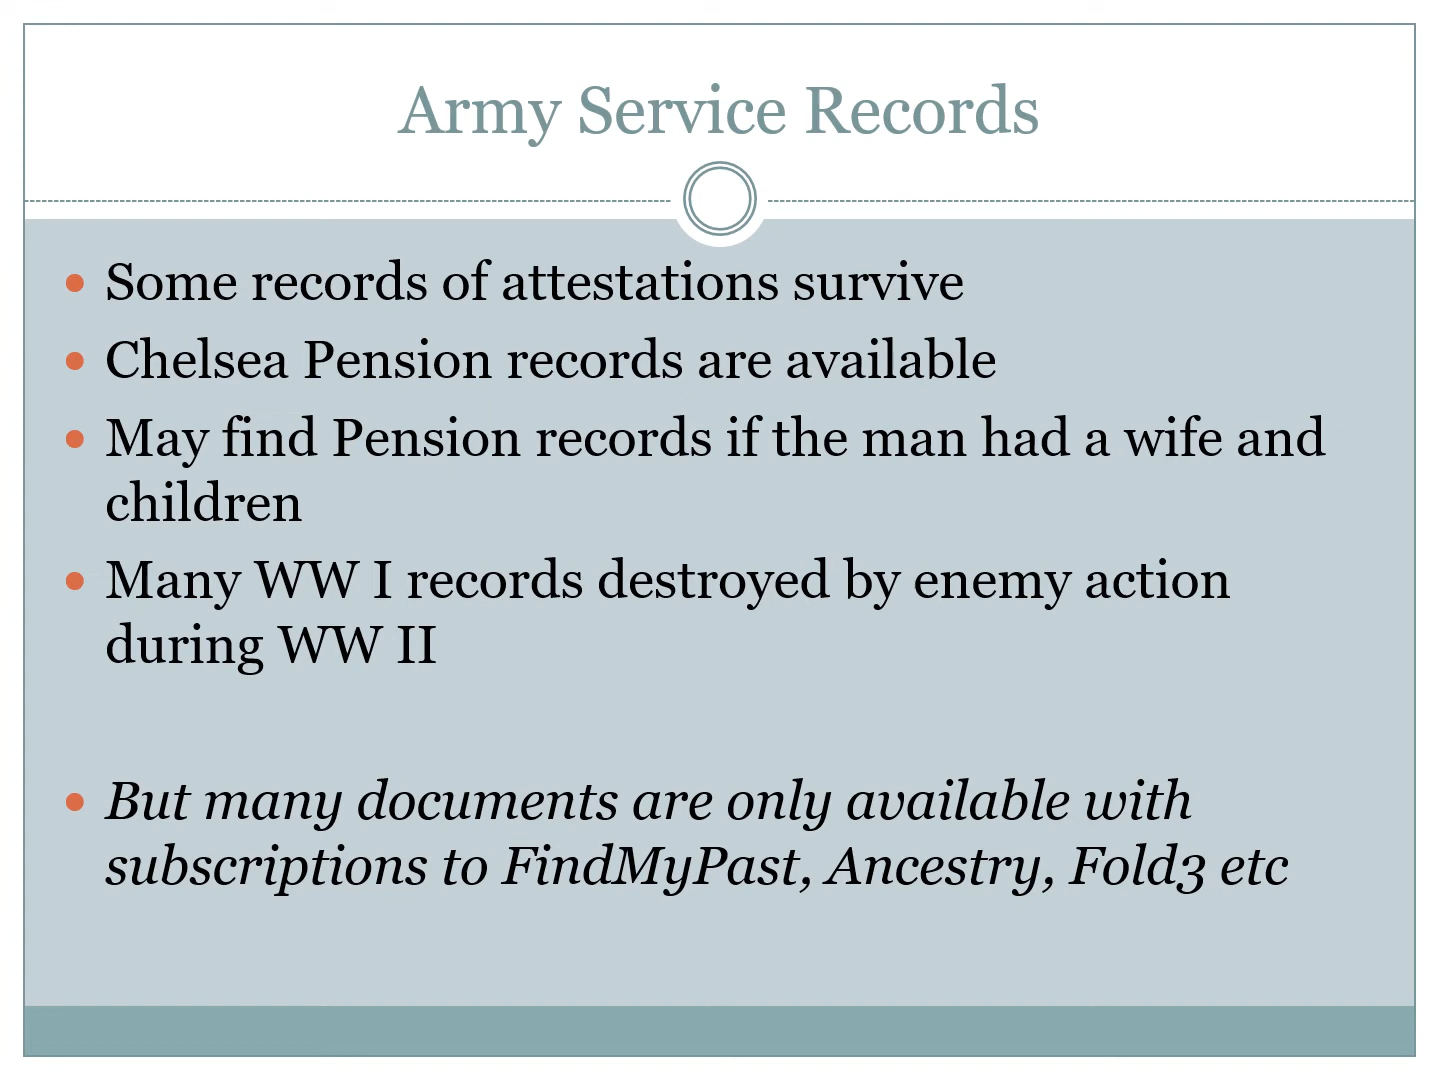 Army Service Records
• Some records of attestations survive
• Chelsea Pension records are available
• May find Pension records if the man had a wife and
children
• Many WW I records destroyed by enemy action
during WW II
• But many documents are only available with
subscriptions to FindMyPast, Ancestry, Fold3 etc